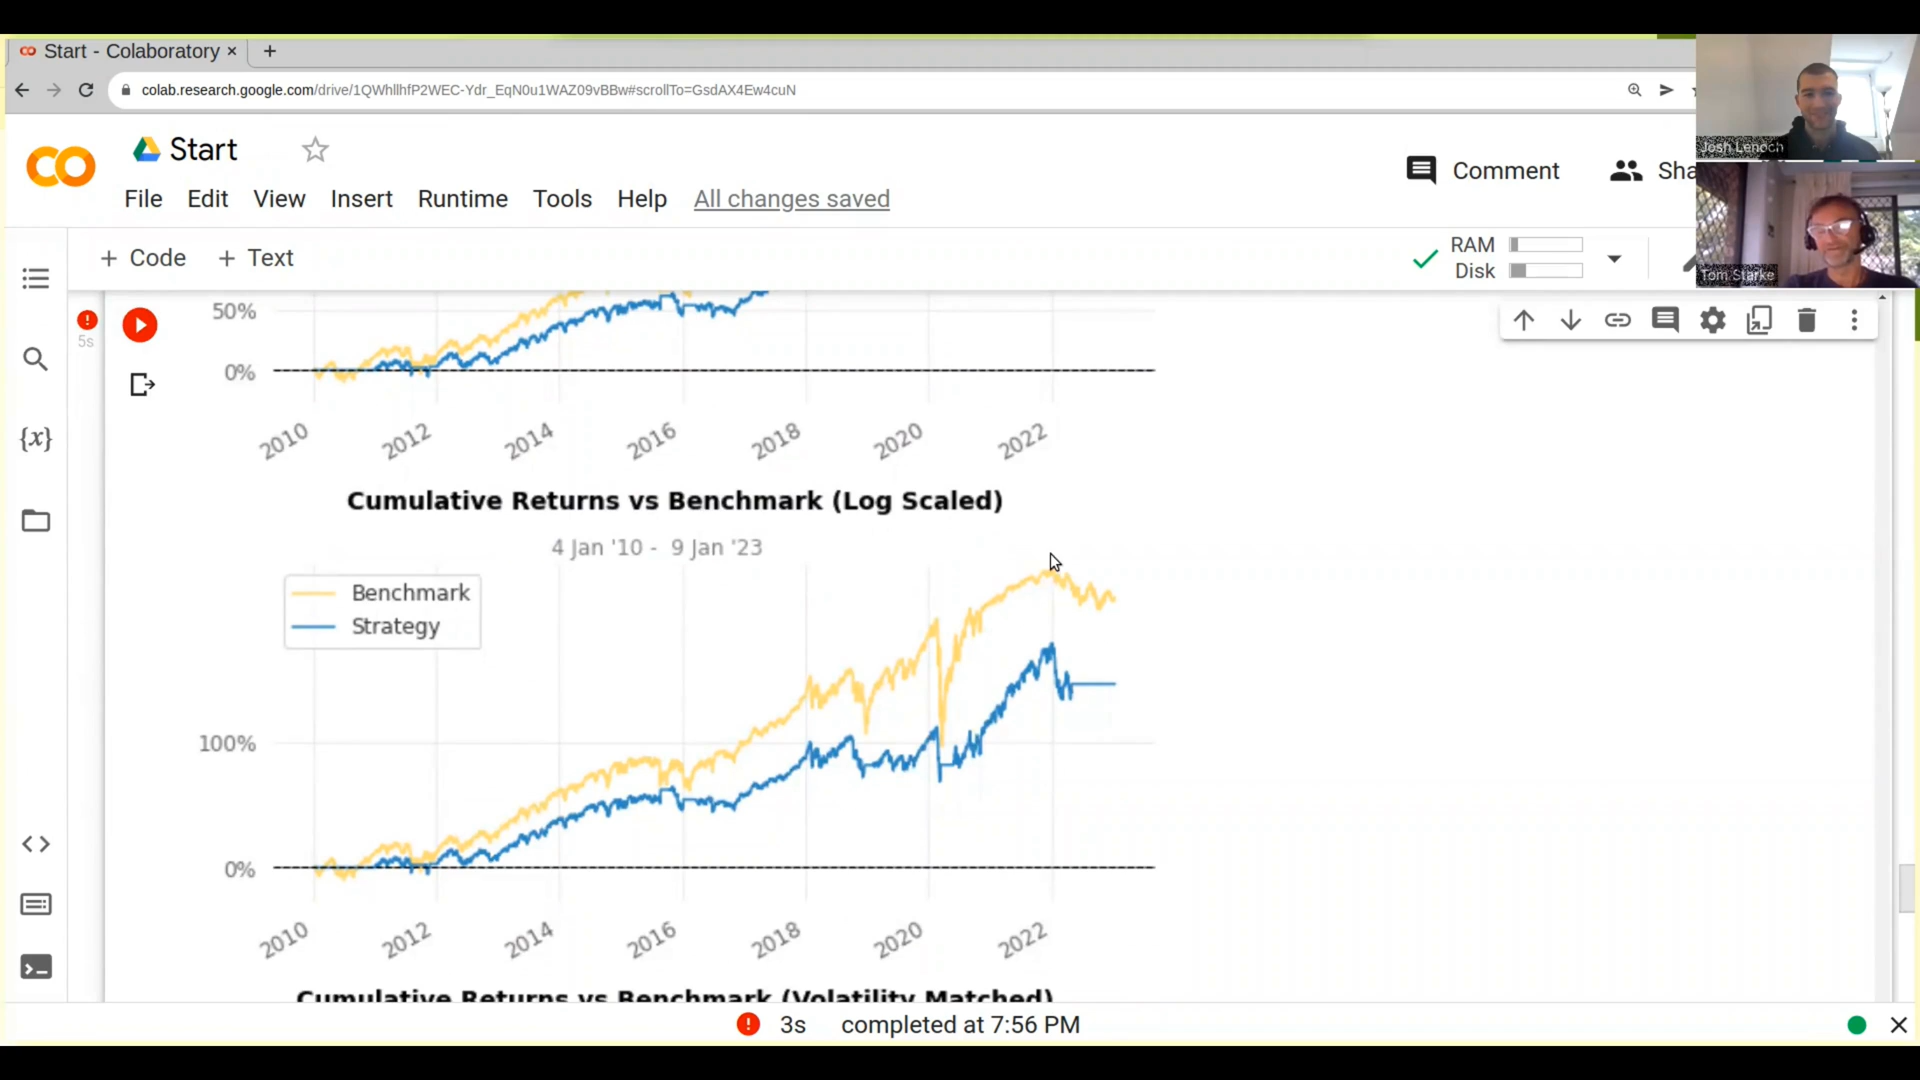 Start - Colaboratory
colab.research.google.com/drive/1QWhllhfP2WEC-Ydr_EqN0u1WAZ09vBBw#scrollTo=GsdAX4Ew4cuN
Start
File Edit View Insert Runtime Tools Help All changes saved
Comment
Sha
Josh Lenoch
Tom Starke
+ Code + Text
RAM
Disk
5s
{x}
50%
0%
2010 2012 2014 2016 2018 2020 2022
Cumulative Returns vs Benchmark (Log Scaled)
4 Jan '10 - 9 Jan '23
Benchmark
Strategy
100%
0%
2010 2012 2014 2016 2018 2020 2022
Cumulative Returns vs Benchmark (Volatility Matched)
3s completed at 7:56 PM